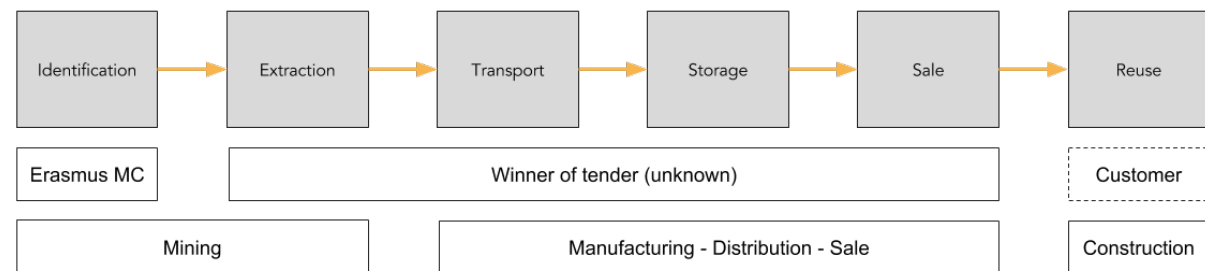 Identification
Extraction
Transport
Storage
Sale
Reuse
Erasmus MC
Winner of tender (unknown)
Customer
Mining
Manufacturing - Distribution - Sale
Construction